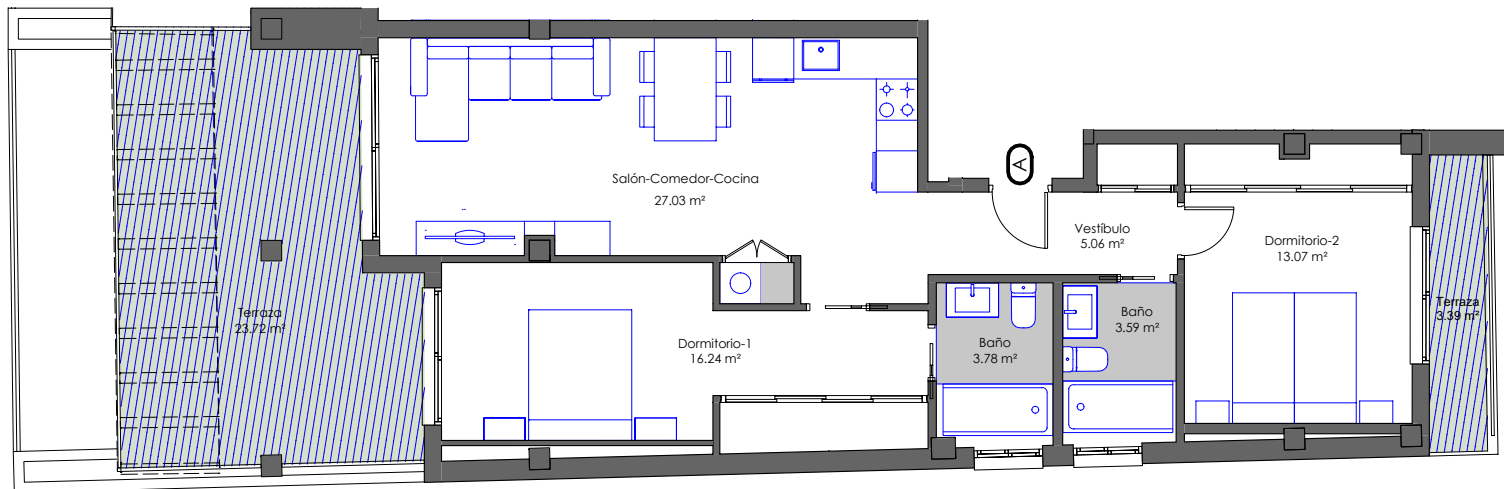 Salón-Comedor-Cocina
27.03 m²
A
Vestíbulo
5.06 m²
Dormitorio-2
13.07 m²
Terraza
23.72 m²
Dormitorio-1
16.24 m²
Baño
3.78 m²
Baño
3.59 m²
Terraza
3.39 m²